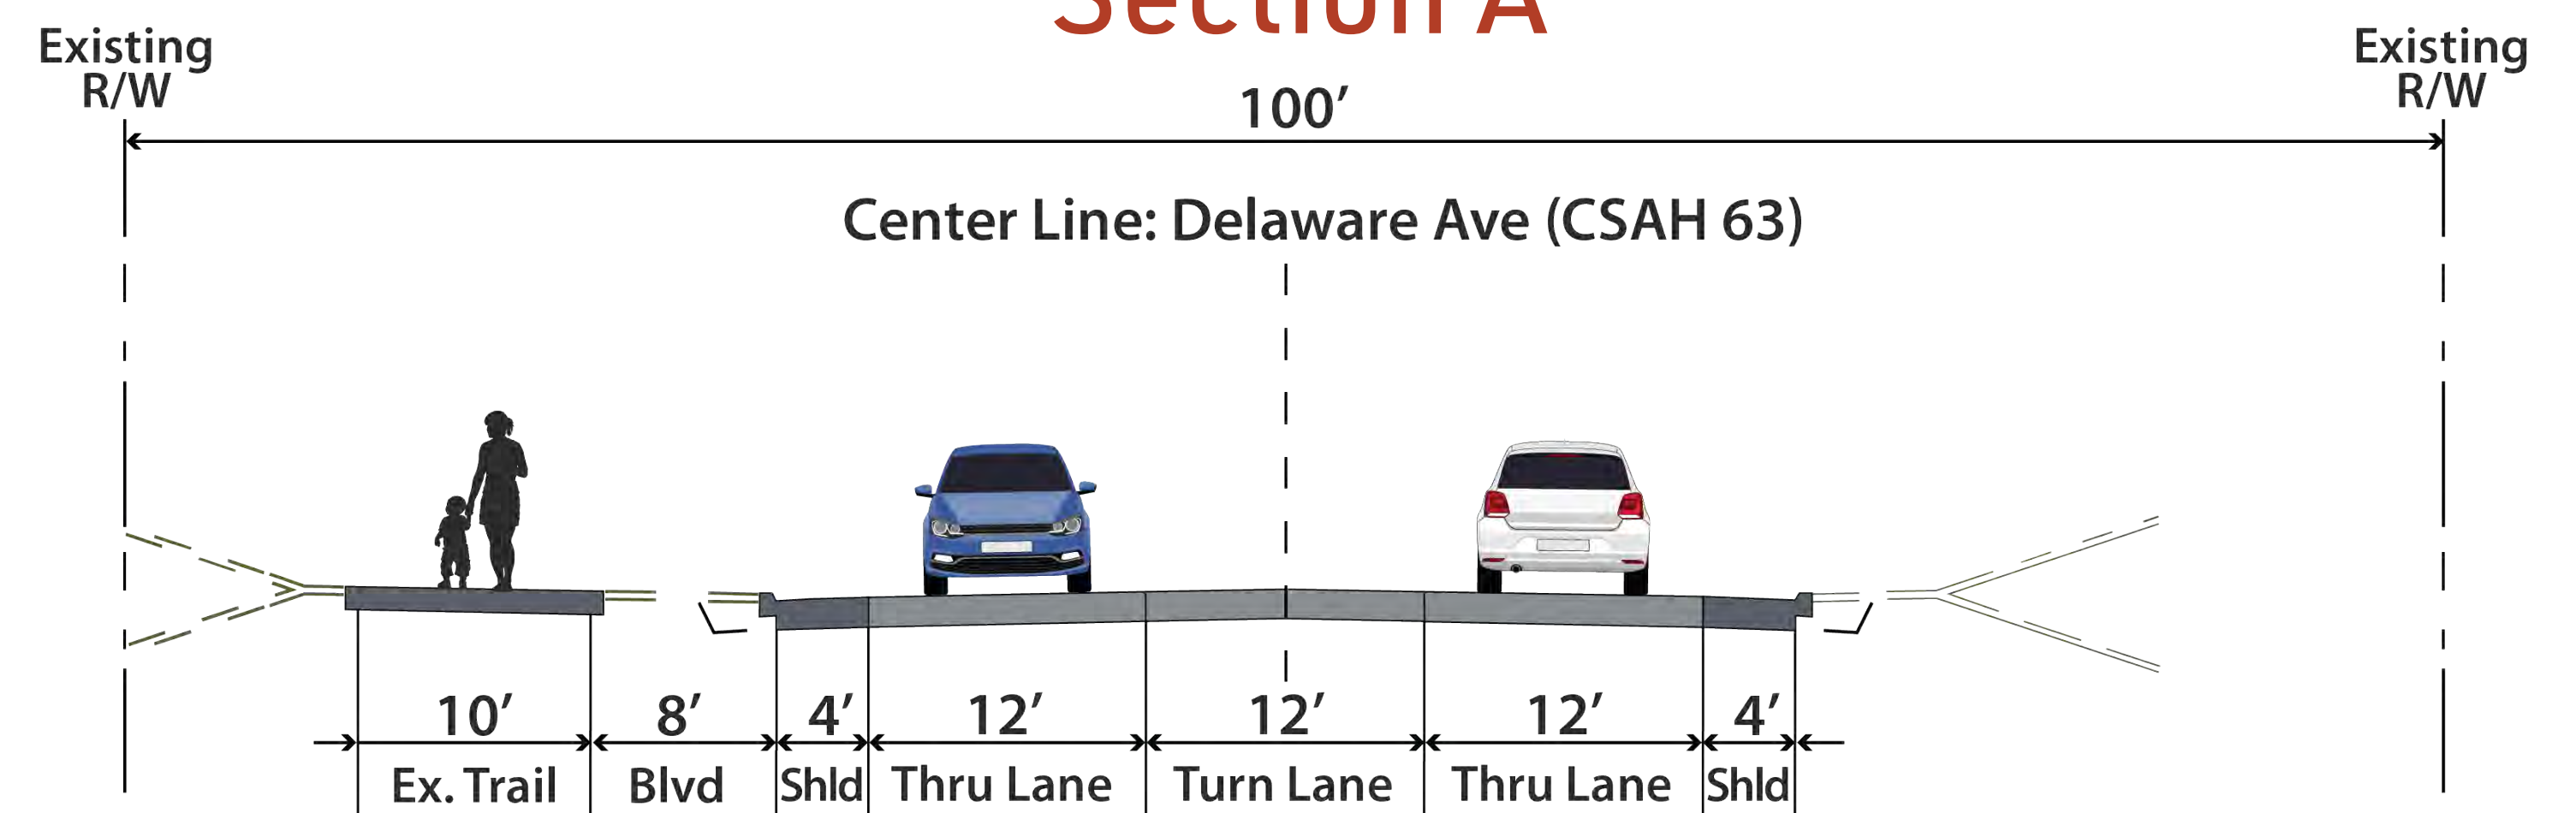 Section A
Existing
R/W
Existing
R/W
100’
Center Line: Delaware Ave (CSAH 63)
10’ 8’ 4’ 12’ 12’ 12’ 4’
Ex. Trail Blvd Shld Thru Lane Turn Lane Thru Lane Shld